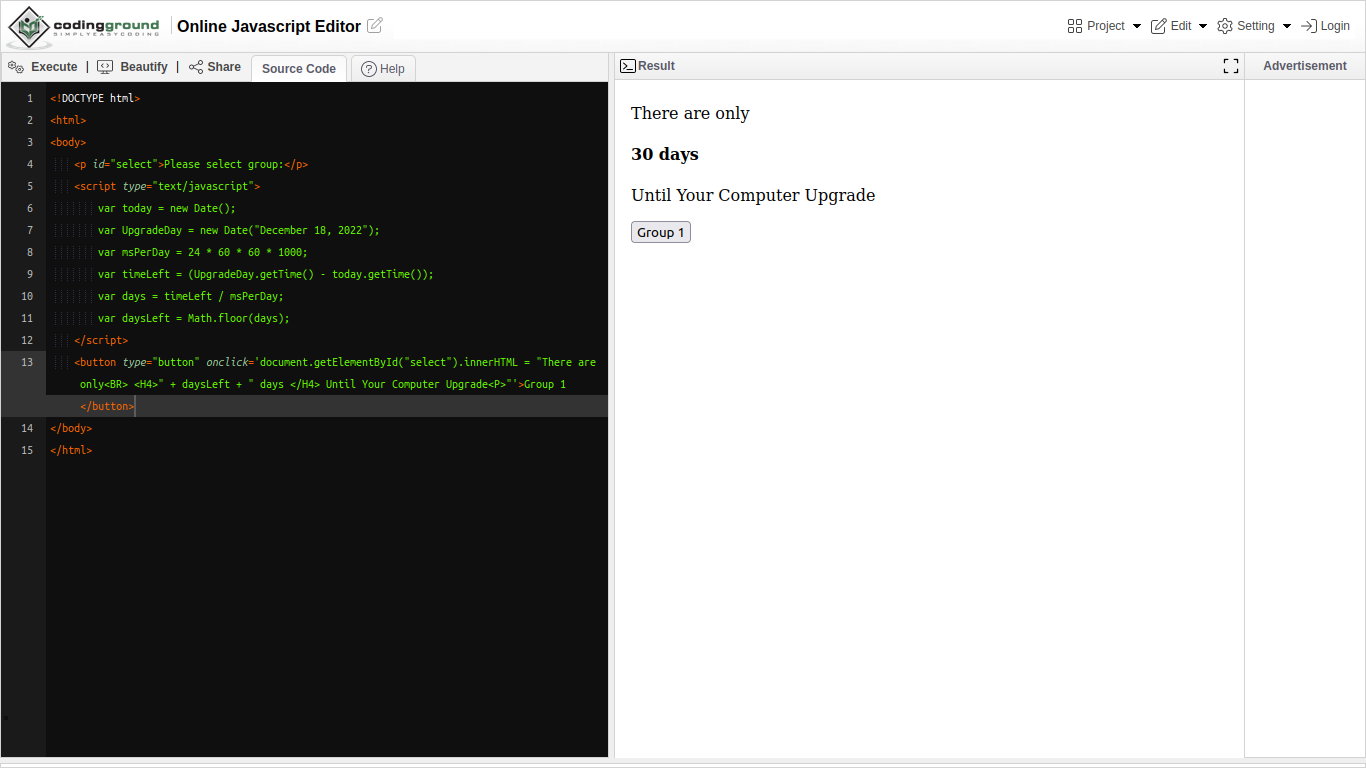 codingground
SIMPLYEASYCODING
Online Javascript Editor
Project
Edit
Setting
Login
Execute | Beautify | Share
Source Code
Help
Result
Advertisement
1 <!DOCTYPE html>
2 <html>
3 <body>
4 <p id="select">Please select group:</p>
5 <script type="text/javascript">
6 var today = new Date();
7 var UpgradeDay = new Date("December 18, 2022");
8 var msPerDay = 24 * 60 * 60 * 1000;
9 var timeLeft = (UpgradeDay.getTime() - today.getTime());
10 var days = timeLeft / msPerDay;
11 var daysLeft = Math.floor(days);
12 </script>
13 <button type="button" onclick='document.getElementById("select").innerHTML = "There are
only<BR> <H4>" + daysLeft + " days </H4> Until Your Computer Upgrade<P>"'>Group 1
</button>
14 </body>
15 </html>
There are only
30 days
Until Your Computer Upgrade
Group 1